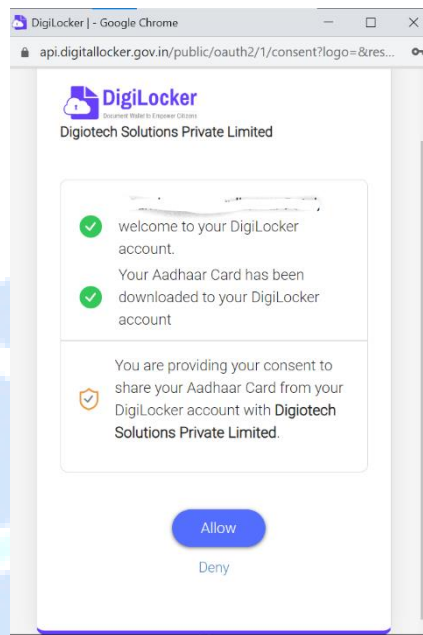 DigiLocker | - Google Chrome
api.digitallocker.gov.in/public/oauth2/1/consent?logo=&res...
DigiLocker
Document Wallet to Empower Citizens
Digiotech Solutions Private Limited
welcome to your DigiLocker
account.
Your Aadhaar Card has been
downloaded to your DigiLocker
account
You are providing your consent to
share your Aadhaar Card from your
DigiLocker account with Digiotech
Solutions Private Limited.
Allow
Deny